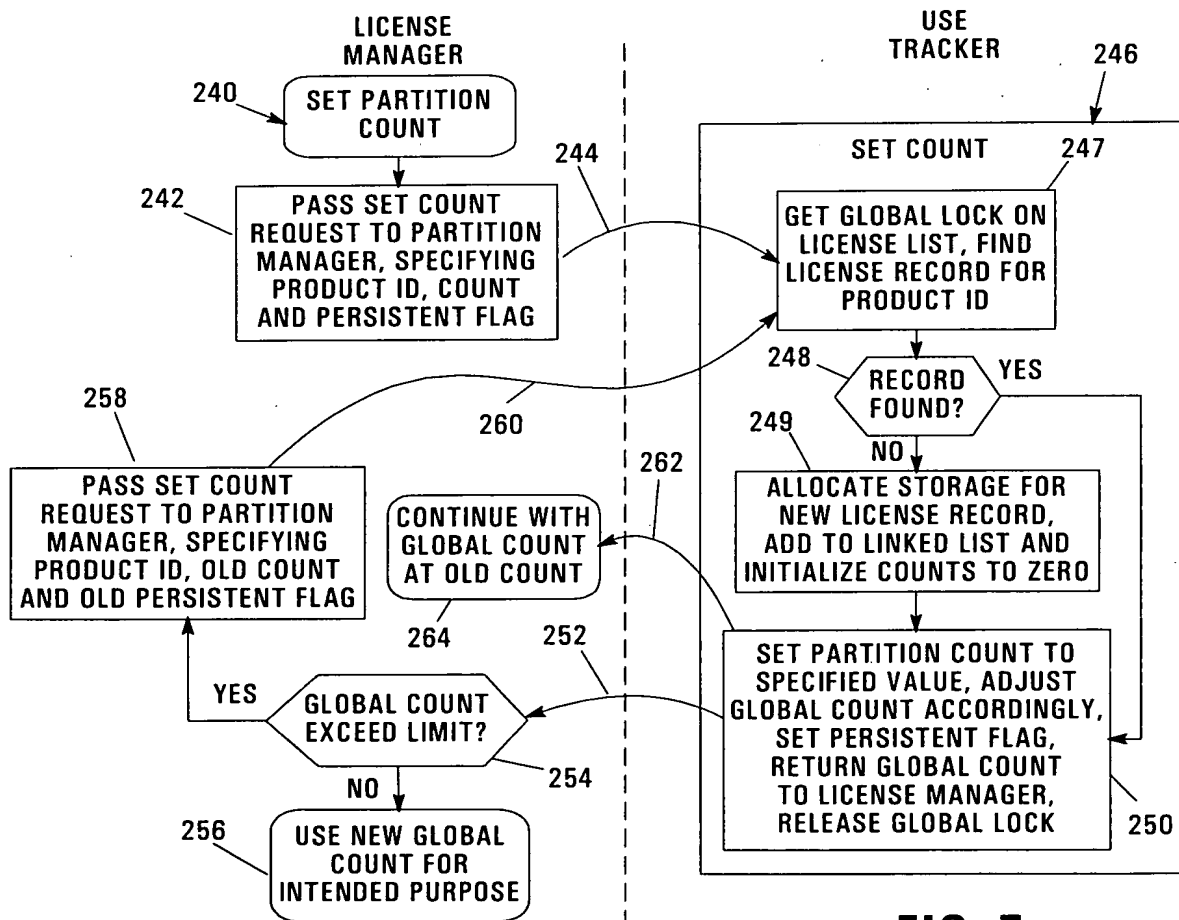 LICENSE
MANAGER
USE
TRACKER
246
240
SET PARTITION
COUNT
244
SET COUNT
247
242
PASS SET COUNT
REQUEST TO PARTITION
MANAGER, SPECIFYING
PRODUCT ID, COUNT
AND PERSISTENT FLAG
GET GLOBAL LOCK ON
LICENSE LIST, FIND
LICENSE RECORD FOR
PRODUCT ID
248
RECORD
FOUND?
YES
258
260
249
NO
262
PASS SET COUNT
REQUEST TO PARTITION
MANAGER, SPECIFYING
PRODUCT ID, OLD COUNT
AND OLD PERSISTENT FLAG
CONTINUE WITH
GLOBAL COUNT
AT OLD COUNT
264
ALLOCATE STORAGE FOR
NEW LICENSE RECORD,
ADD TO LINKED LIST AND
INITIALIZE COUNTS TO ZERO
252
YES
GLOBAL COUNT
EXCEED LIMIT?
254
NO
SET PARTITION COUNT TO
SPECIFIED VALUE, ADJUST
GLOBAL COUNT ACCORDINGLY,
SET PERSISTENT FLAG,
RETURN GLOBAL COUNT
TO LICENSE MANAGER,
RELEASE GLOBAL LOCK
250
256
USE NEW GLOBAL
COUNT FOR
INTENDED PURPOSE